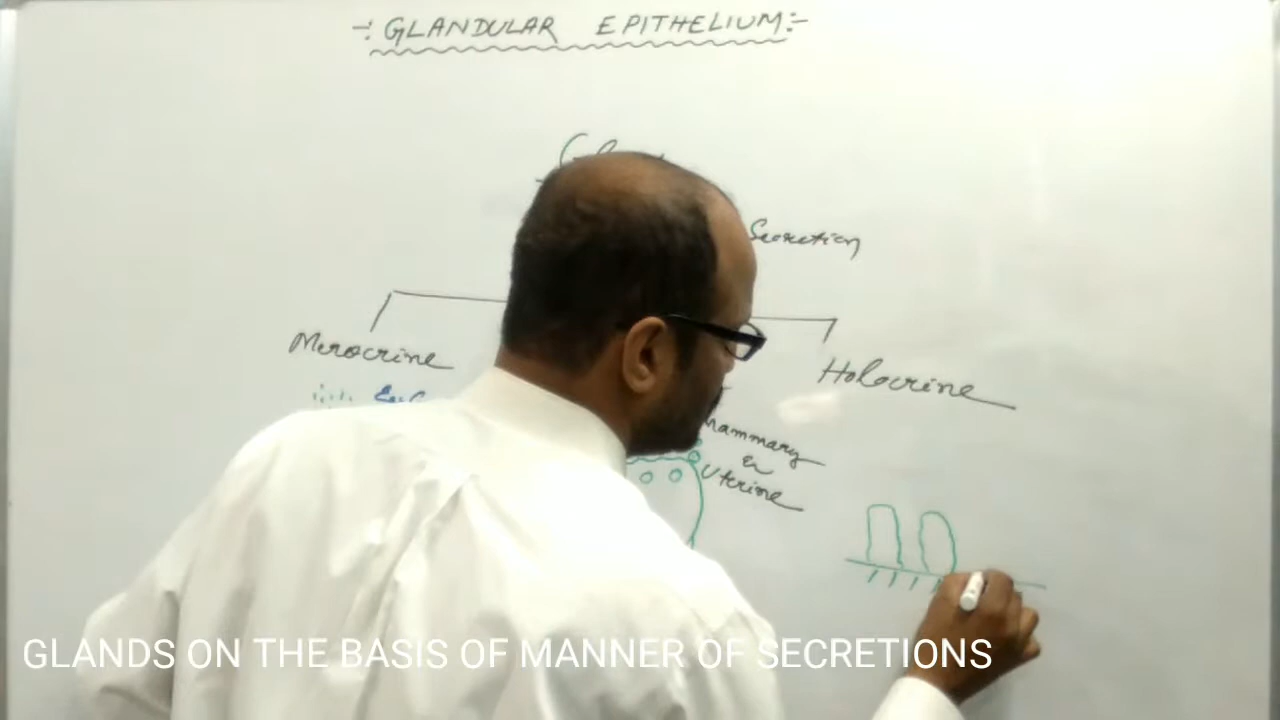 -: GLANDULAR EPITHELIUM :-
Secretion
Merocrine
Holocrine
mammary
&
Uterine
GLANDS ON THE BASIS OF MANNER OF SECRETIONS